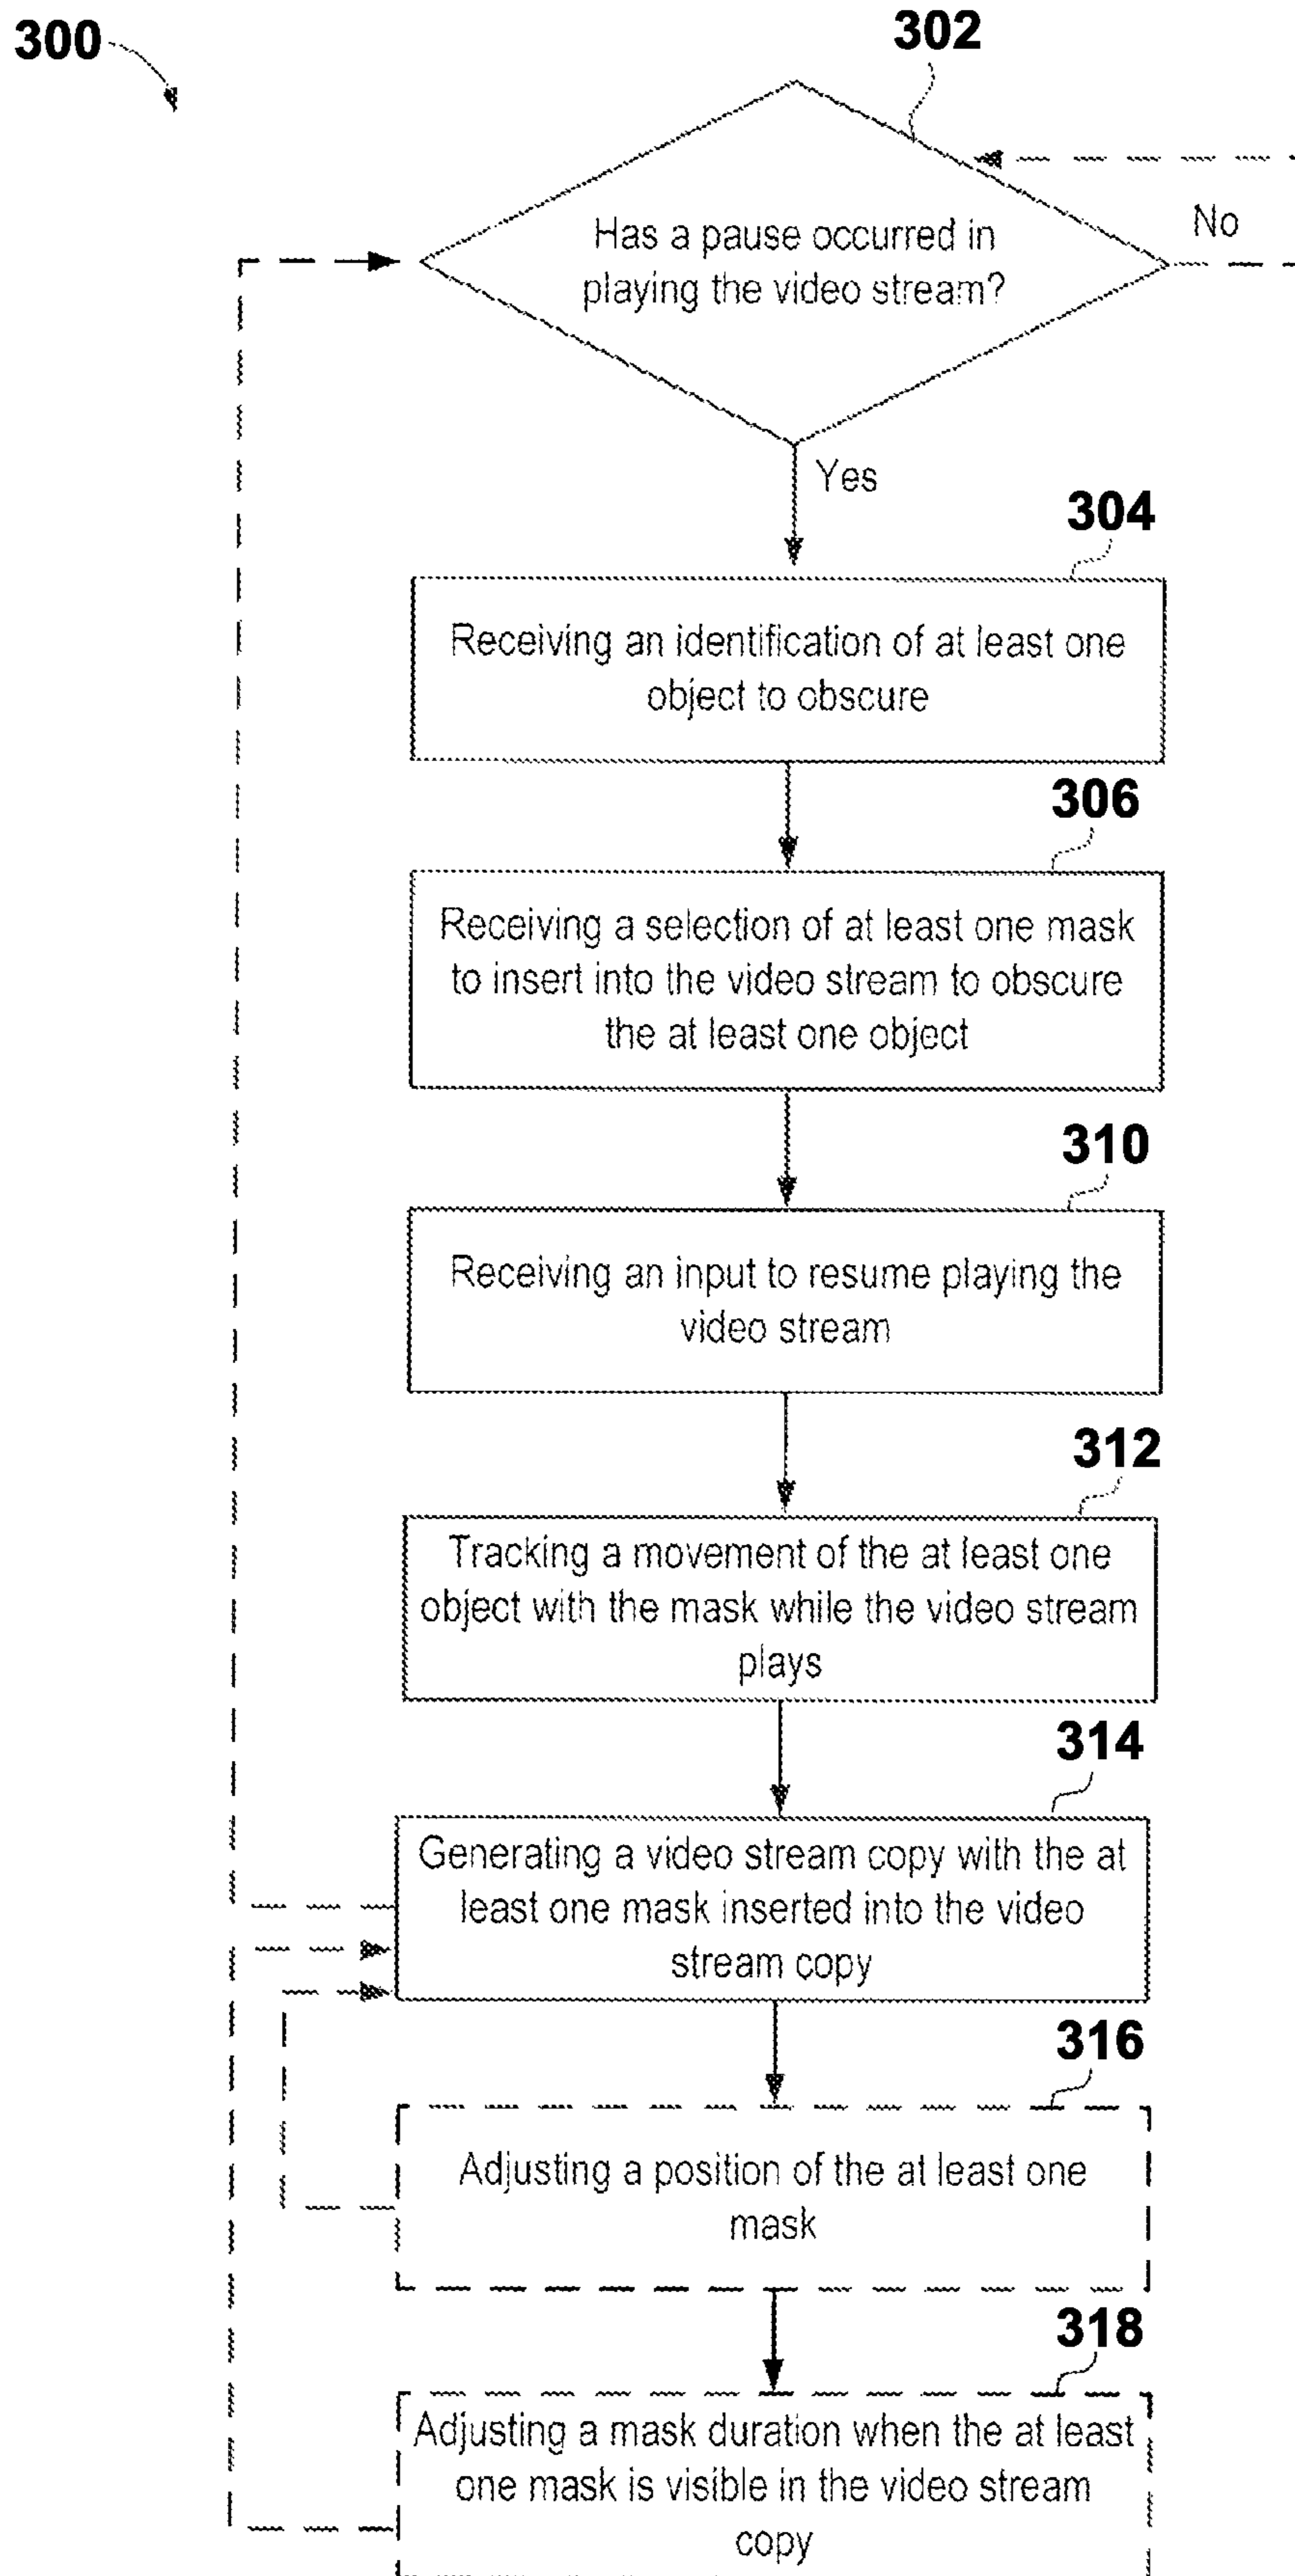 300
302
Has a pause occurred in
playing the video stream?
No
Yes
304
Receiving an identification of at least one
object to obscure
306
Receiving a selection of at least one mask
to insert into the video stream to obscure
the at least one object
310
Receiving an input to resume playing the
video stream
312
Tracking a movement of the at least one
object with the mask while the video stream
plays
314
Generating a video stream copy with the at
least one mask inserted into the video
stream copy
316
Adjusting a position of the at least one
mask
318
Adjusting a mask duration when the at least
one mask is visible in the video stream
copy